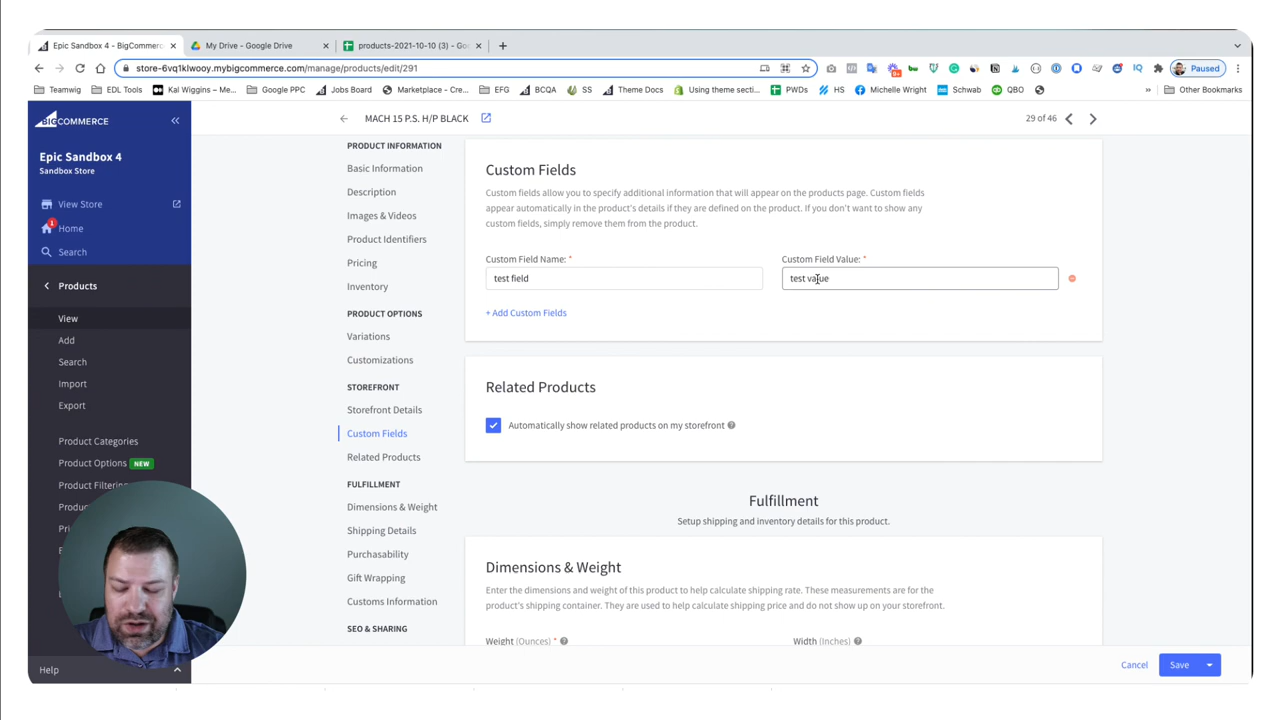 Epic Sandbox 4 - BigCommerc
My Drive - Google Drive
products-2021-10-10 (3) - Goo
store-6vq1klwooy.mybigcommerce.com/manage/products/edit/291
Paused
Teamwig
EDL Tools
Kal Wiggins – Me...
Google PPC
Jobs Board
Marketplace - Cre...
EFG
BCQA
SS
Theme Docs
Using theme secti...
PWDs
HS
Michelle Wright
Schwab
QBO
»
Other Bookmarks
BIGCOMMERCE
«
Epic Sandbox 4
Sandbox Store
View Store
1
Home
Search
Products
View
Add
Search
Import
Export
Product Categories
Product Options NEW
Product Filtering
Produ
Pri
Help
MACH 15 P.S. H/P BLACK
29 of 46
PRODUCT INFORMATION
Basic Information
Description
Images & Videos
Product Identifiers
Pricing
Inventory
PRODUCT OPTIONS
Variations
Customizations
STOREFRONT
Storefront Details
Custom Fields
Related Products
FULFILLMENT
Dimensions & Weight
Shipping Details
Purchasability
Gift Wrapping
Customs Information
SEO & SHARING
Custom Fields
Custom fields allow you to specify additional information that will appear on the products page. Custom fields
appear automatically in the product's details if they are defined on the product. If you don't want to show any
custom fields, simply remove them from the product.
Custom Field Name: *
Custom Field Value: *
test field
test value
+ Add Custom Fields
Related Products
Automatically show related products on my storefront
Fulfillment
Setup shipping and inventory details for this product.
Dimensions & Weight
Enter the dimensions and weight of this product to help calculate shipping rate. These measurements are for the
product's shipping container. They are used to help calculate shipping price and do not show up on your storefront.
Weight (Ounces) *
Width (Inches)
Cancel
Save